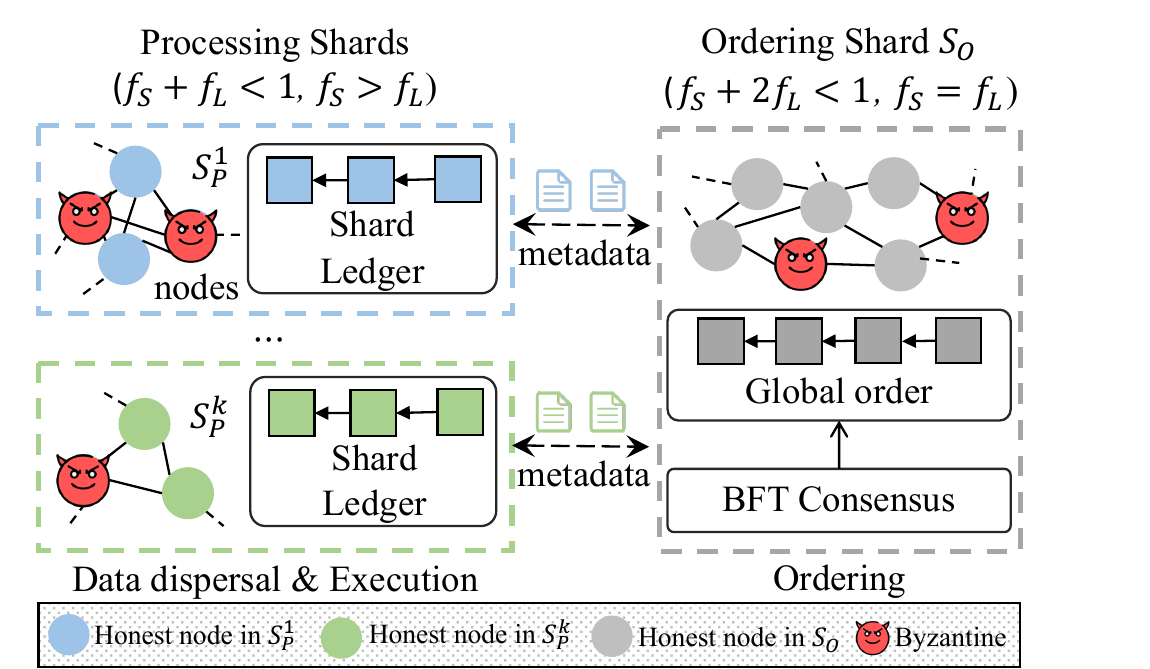 Processing Shards
(f_S + f_L < 1, f_S > f_L)
Ordering Shard S_O
(f_S + 2f_L < 1, f_S = f_L)
S_P^1
nodes
Shard
Ledger
metadata
...
S_P^k
Shard
Ledger
metadata
Global order
BFT Consensus
Data dispersal & Execution
Ordering
Honest node in S_P^1
Honest node in S_P^k
Honest node in S_O
Byzantine